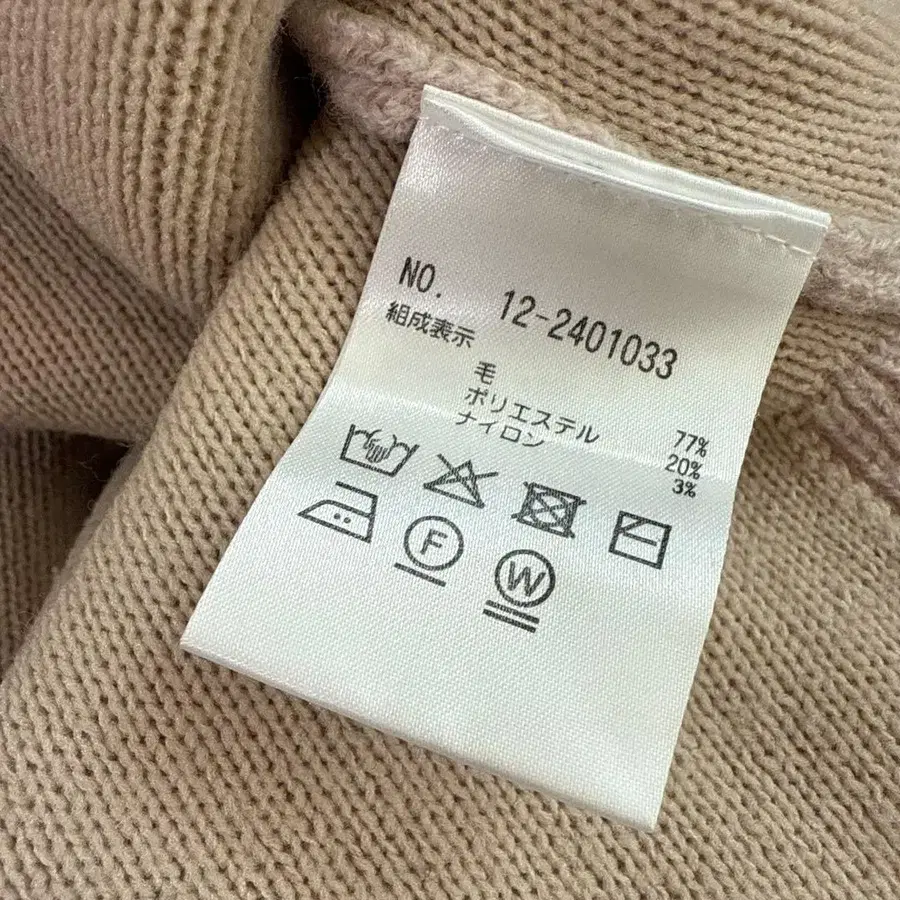 NO. 12-2401033
組成表示
毛 77%
ポリエステル 20%
ナイロン 3%
F
W